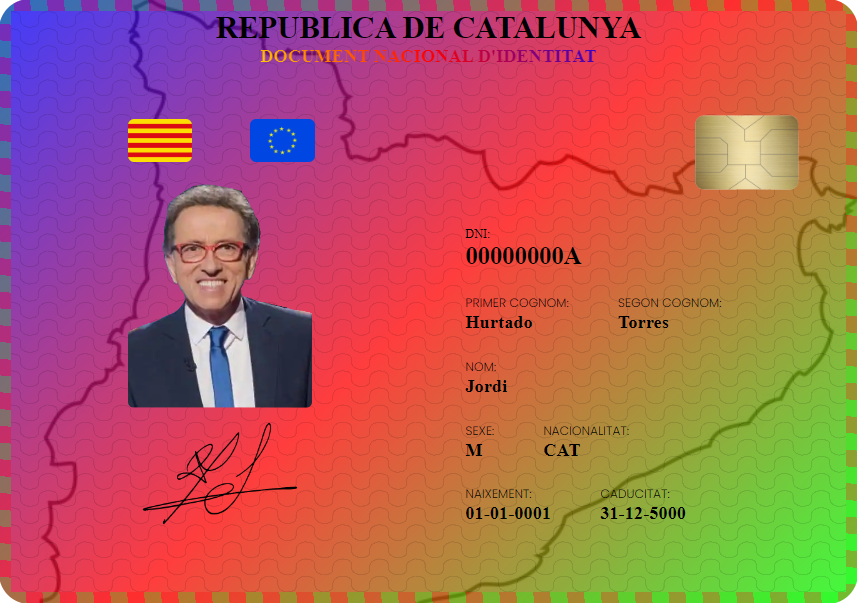 REPUBLICA DE CATALUNYA
DOCUMENT NACIONAL D'IDENTITAT
DNI:
00000000A
PRIMER COGNOM: SEGON COGNOM:
Hurtado Torres
NOM:
Jordi
SEXE: NACIONALITAT:
M CAT
NAIXEMENT: CADUCITAT:
01-01-0001 31-12-5000